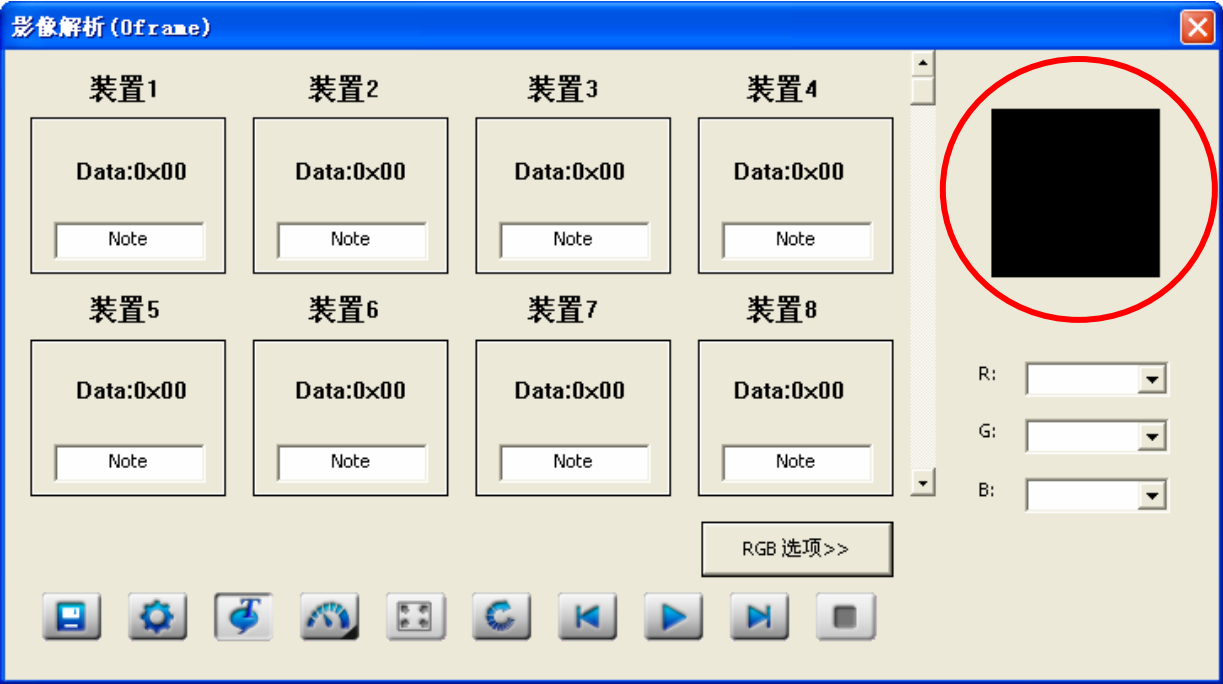 影像解析(0frame)
装置1 装置2 装置3 装置4
Data:0x00 Data:0x00 Data:0x00 Data:0x00
Note Note Note Note
装置5 装置6 装置7 装置8
Data:0x00 Data:0x00 Data:0x00 Data:0x00
Note Note Note Note
R:
G:
B:
RGB 选项>>